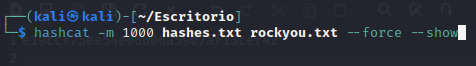 ┌──(kali㉿kali)-[~/Escritorio]
└─$ hashcat -m 1000 hashes.txt rockyou.txt --force --show